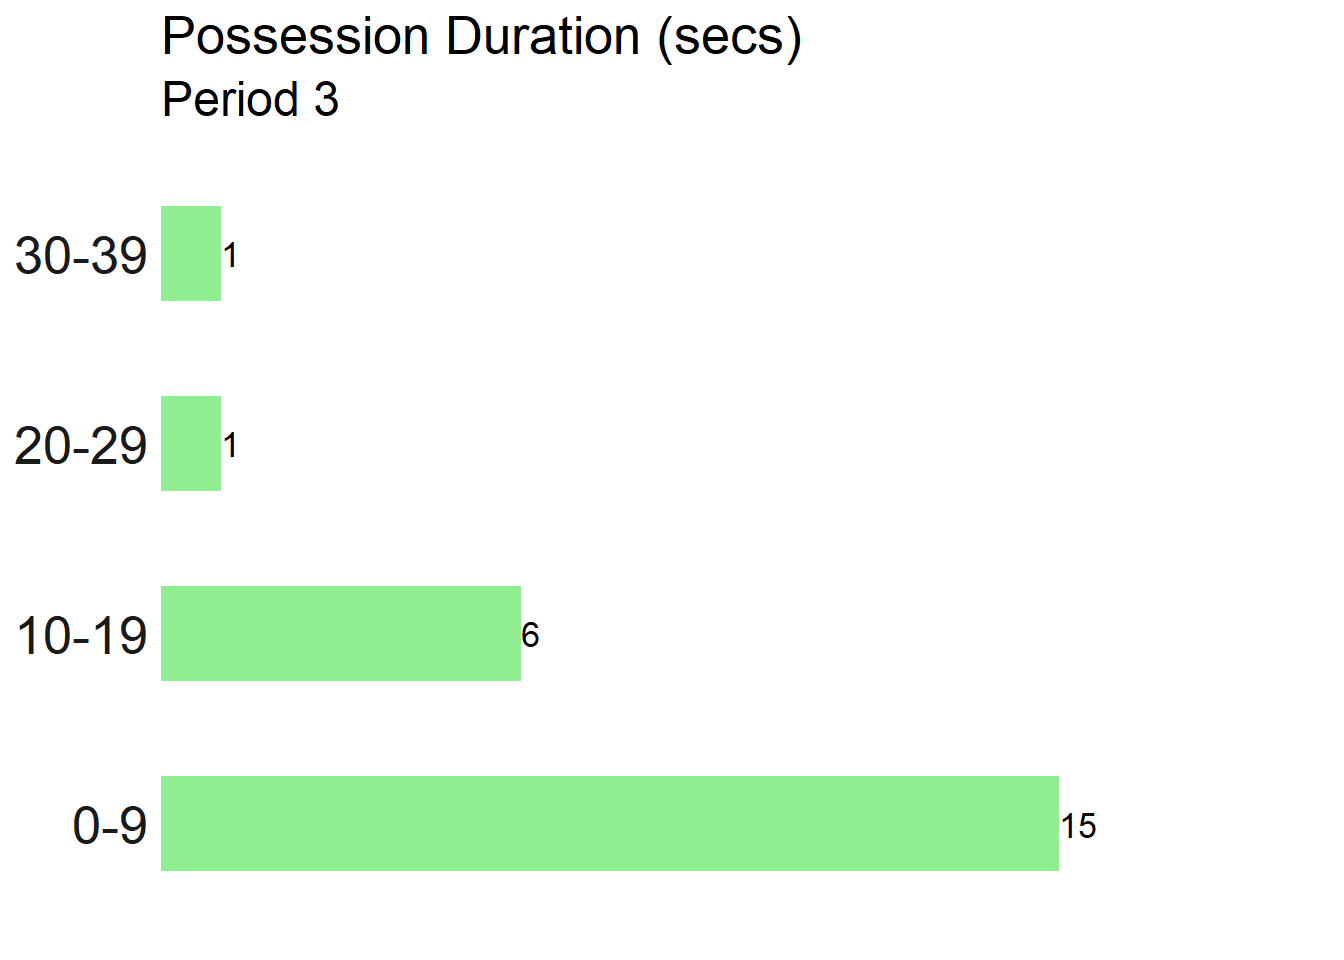 Possession Duration (secs)
Period 3
30-39 1
20-29 1
10-19 6
0-9 15